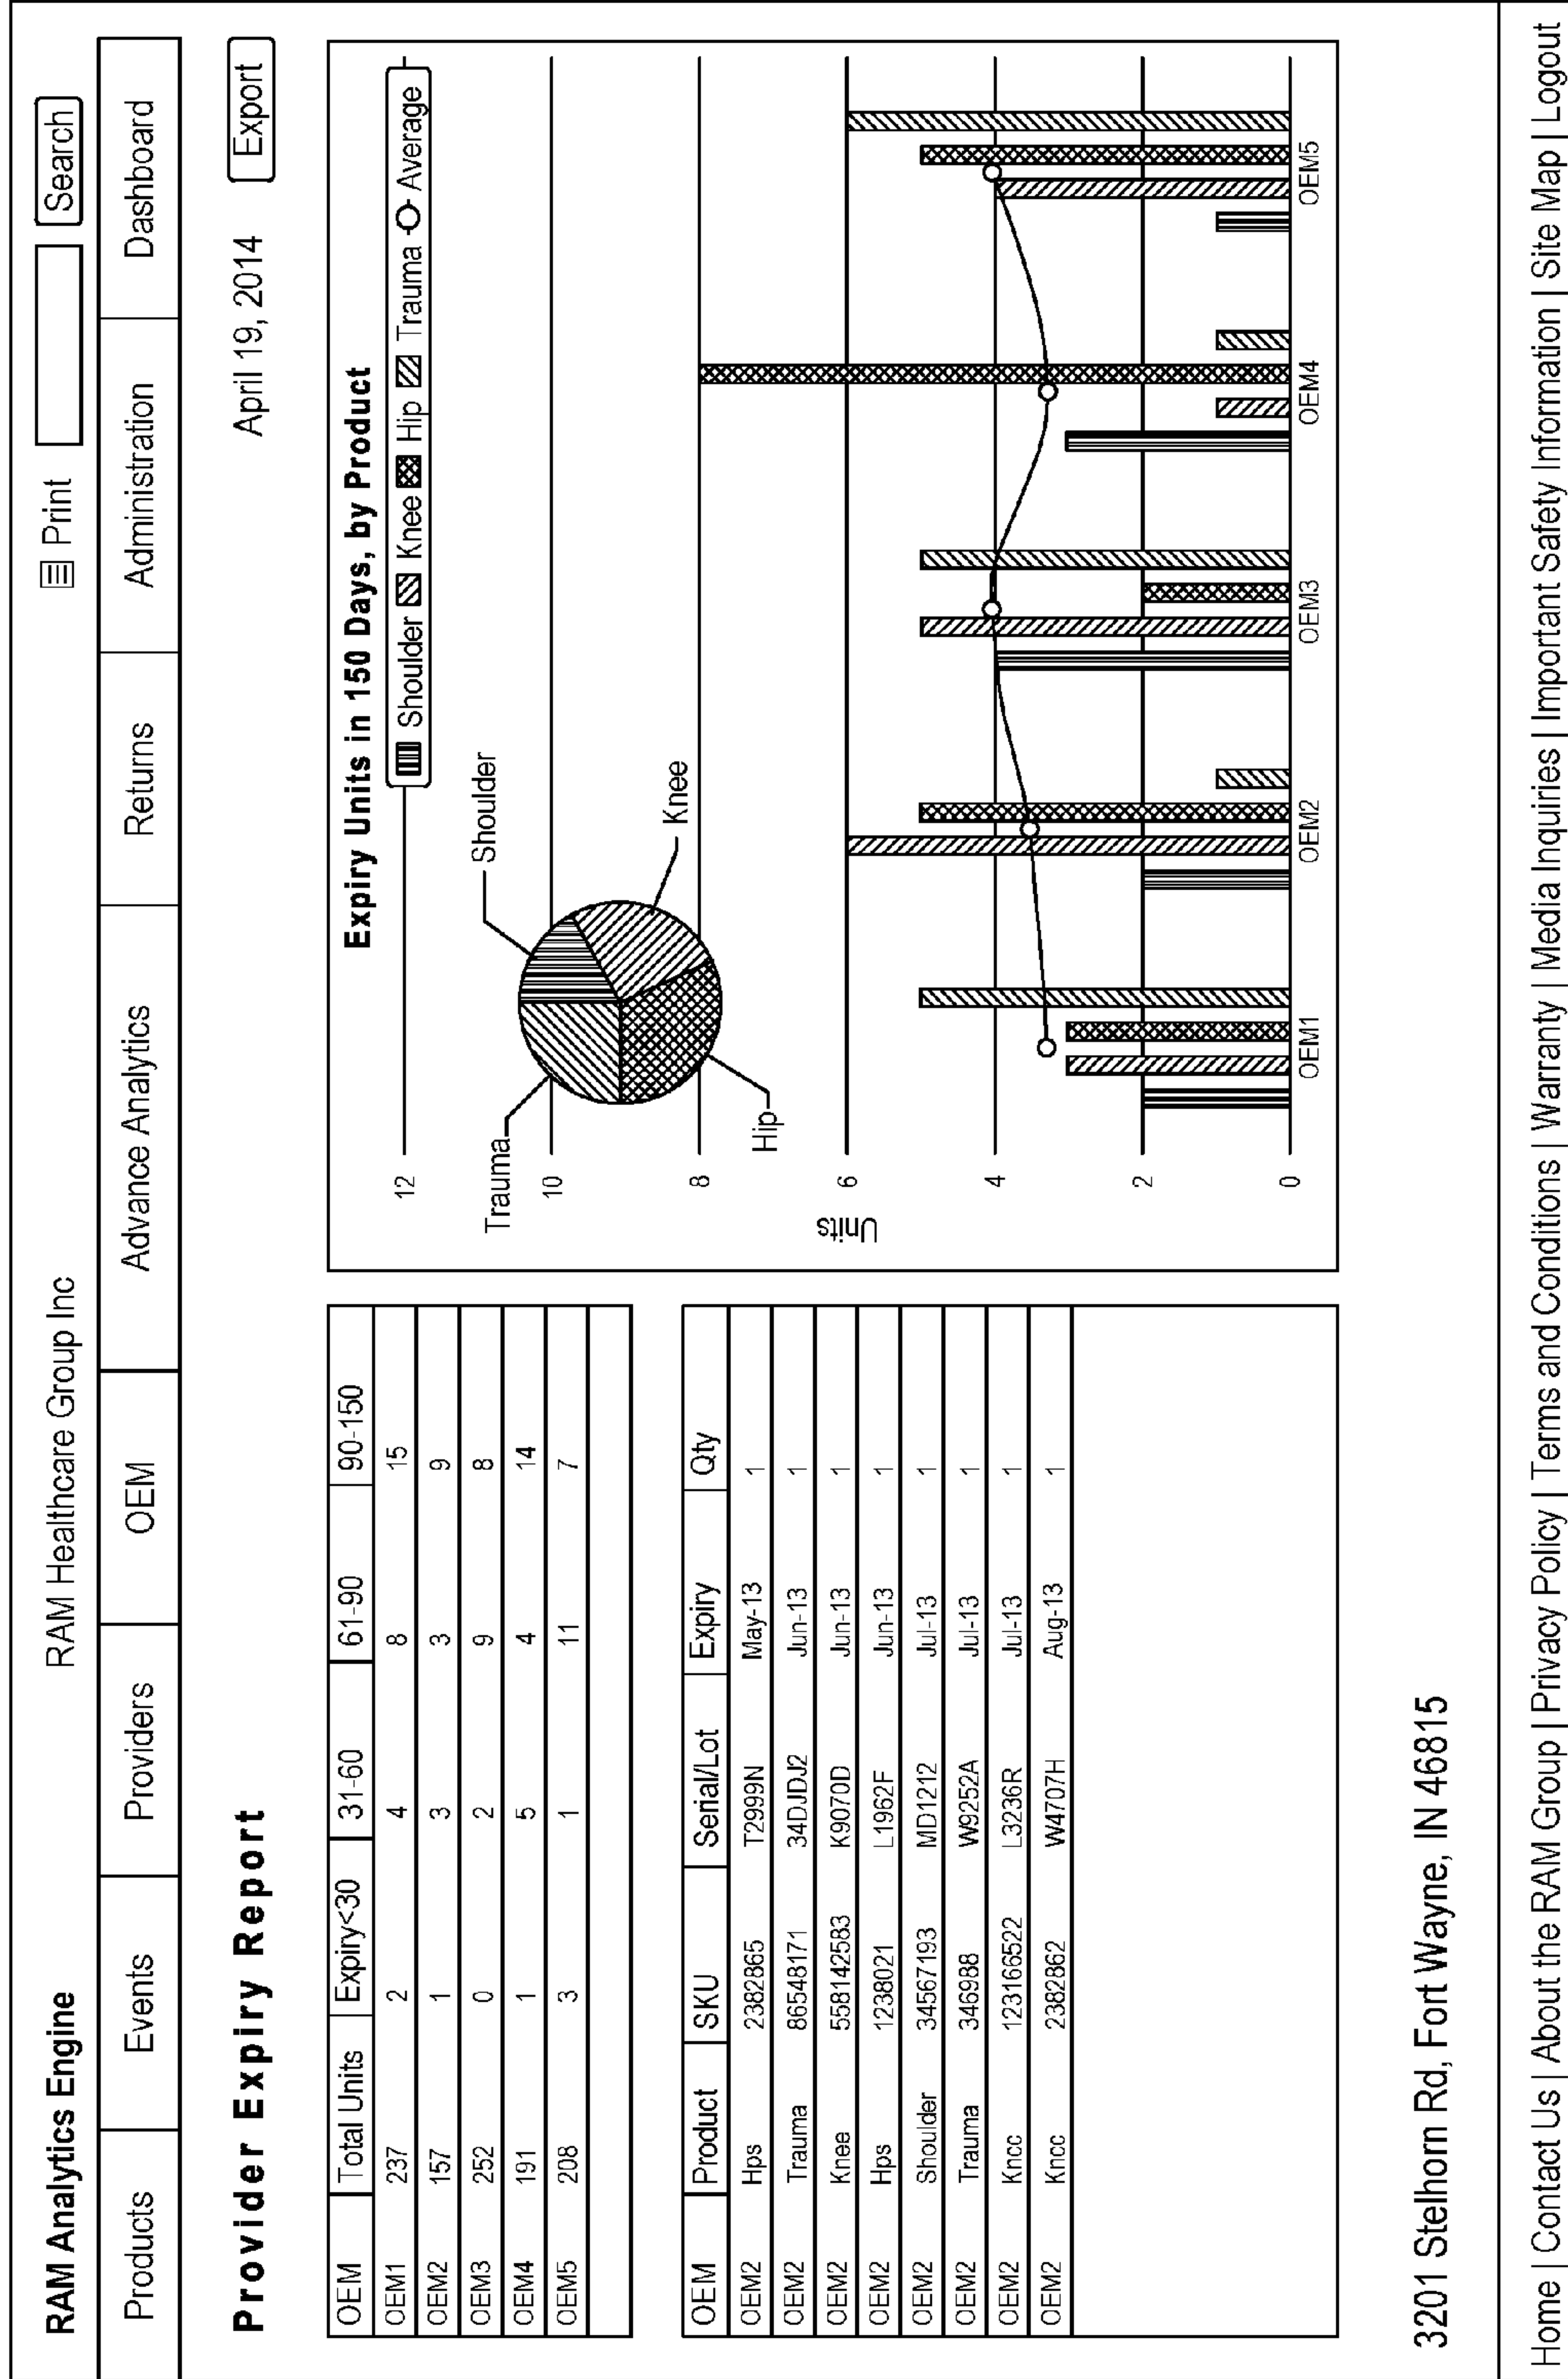 RAM Analytics Engine RAM Healthcare Group Inc Print Search
Products Events Providers OEM Advance Analytics Returns Administration Dashboard
Provider Expiry Report April 19, 2014 Export
OEM Total Units Expiry<30 31-60 61-90 90-150
OEM1 237 2 4 8 15
OEM2 157 1 3 3 9
OEM3 252 0 2 9 8
OEM4 191 1 5 4 14
OEM5 208 3 1 11 7
OEM Product SKU Serial/Lot Expiry Qty
OEM2 Hps 2382865 T2999N May-13 1
OEM2 Trauma 86548171 34DJDJ2 Jun-13 1
OEM2 Knee 558142583 K9070D Jun-13 1
OEM2 Hps 1238021 L1962F Jun-13 1
OEM2 Shoulder 34567193 MD1212 Jul-13 1
OEM2 Trauma 346988 W9252A Jul-13 1
OEM2 Kncc 123166522 L3236R Jul-13 1
OEM2 Kncc 2382862 W4707H Aug-13 1
Expiry Units in 150 Days, by Product
Shoulder Knee Hip Trauma Average
12
10
8
6
4
2
0
Units
Trauma
Shoulder
Knee
Hip
OEM1 OEM2 OEM3 OEM4 OEM5
3201 Stelhorn Rd, Fort Wayne, IN 46815
Home | Contact Us | About the RAM Group | Privacy Policy | Terms and Conditions | Warranty | Media Inquiries | Important Safety Information | Site Map | Logout